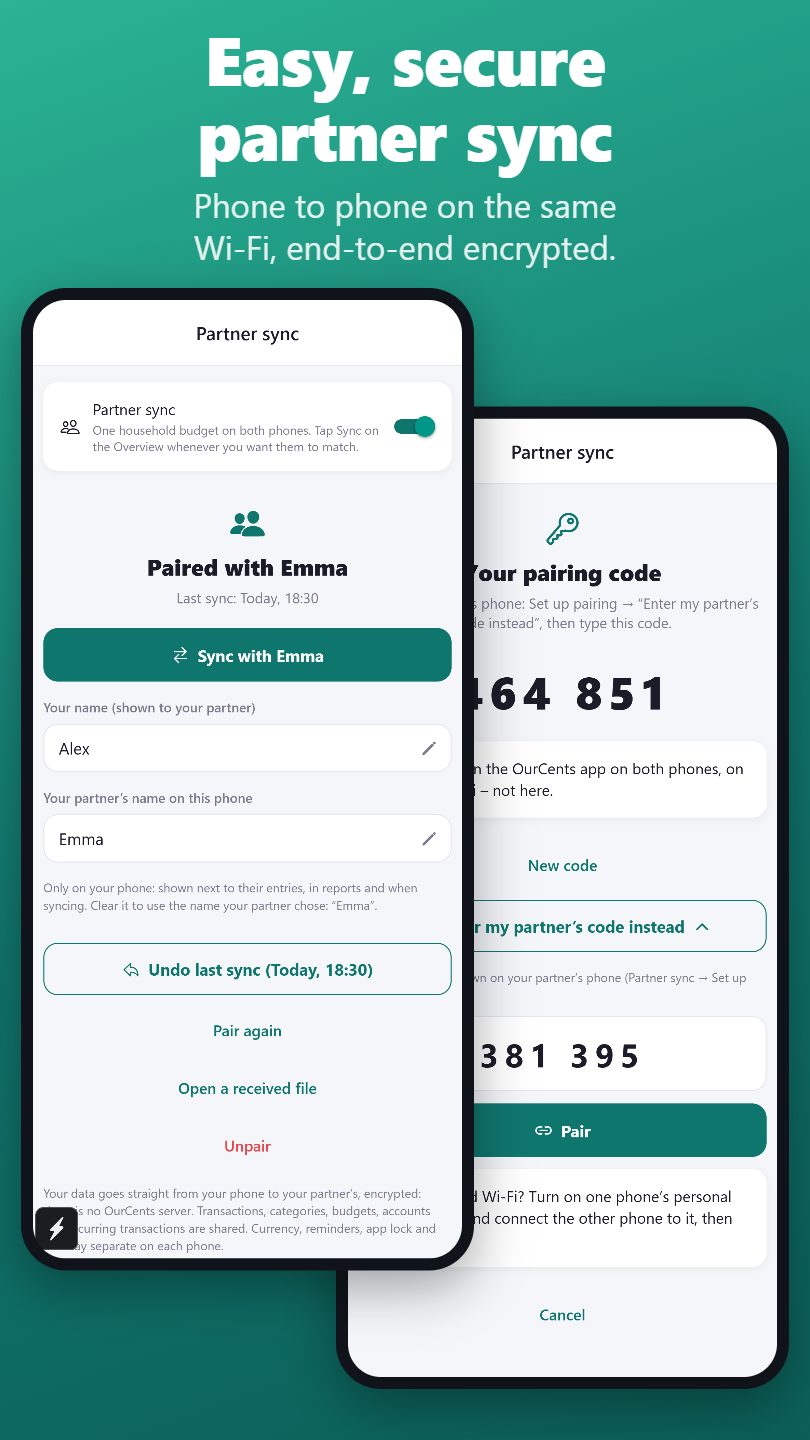 Easy, secure
partner sync
Phone to phone on the same
Wi-Fi, end-to-end encrypted.
Partner sync
Partner sync
One household budget on both phones. Tap Sync on
the Overview whenever you want them to match.
Paired with Emma
Last sync: Today, 18:30
Sync with Emma
Your name (shown to your partner)
Alex
Your partner’s name on this phone
Emma
Only on your phone: shown next to their entries, in reports and when
syncing. Clear it to use the name your partner chose: “Emma”.
Undo last sync (Today, 18:30)
Pair again
Open a received file
Unpair
Your data goes straight from your phone to your partner’s, encrypted:
is no OurCents server. Transactions, categories, budgets, accounts
transactions are shared. Currency, reminders, app lock and
separate on each phone.
Partner sync
Your pairing code
phone: Set up pairing → “Enter my partner’s
instead”, then type this code.
464 851
the OurCents app on both phones, on
– not here.
New code
my partner’s code instead
on your partner’s phone (Partner sync → Set up
381 395
Pair
Wi-Fi? Turn on one phone’s personal
and connect the other phone to it, then
Cancel